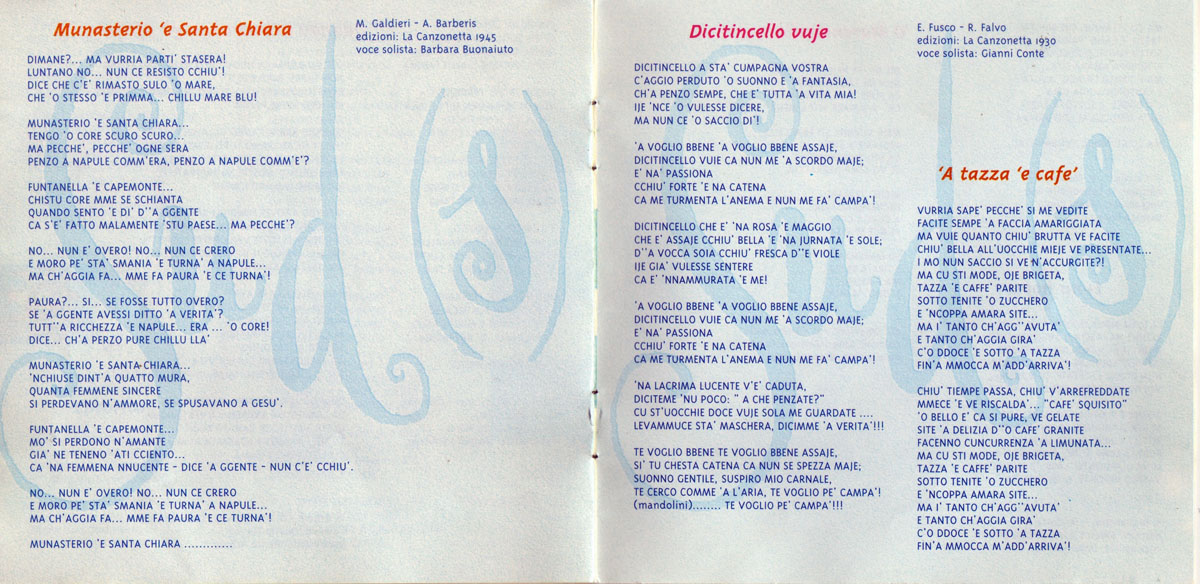 Munasterio 'e Santa Chiara
M. Galdieri - A. Barberis
edizioni: La Canzonetta 1945
voce solista: Barbara Buonaiuto
DIMANE?... MA VURRIA PARTI' STASERA!
LUNTANO NO... NUN CE RESISTO CCHIU'!
DICE CHE C'E' RIMASTO SULO 'O MARE,
CHE 'O STESSO 'E PRIMMA... CHILLU MARE BLU!
MUNASTERIO 'E SANTA CHIARA...
TENGO 'O CORE SCURO SCURO...
MA PECCHE', PECCHE' OGNE SERA
PENZO A NAPULE COMM'ERA, PENZO A NAPULE COMM'E'?
FUNTANELLA 'E CAPEMONTE...
CHISTU CORE MME SE SCHIANTA
QUANDO SENTO 'E DI' D''A GGENTE
CA S'E' FATTO MALAMENTE 'STU PAESE... MA PECCHE'?
NO... NUN E' OVERO! NO... NUN CE CRERO
E MORO PE' STA' SMANIA 'E TURNA' A NAPULE...
MA CH'AGGIA FA... MME FA PAURA 'E CE TURNA'!
PAURA?... SI... SE FOSSE TUTTO OVERO?
SE 'A GGENTE AVESSI DITTO 'A VERITA'?
TUTT''A RICCHEZZA 'E NAPULE... ERA ... 'O CORE!
DICE... CH'A PERZO PURE CHILLU LLA'
MUNASTERIO 'E SANTA CHIARA...
'NCHIUSE DINT'A QUATTO MURA,
QUANTA FEMMENE SINCERE
SI PERDEVANO N'AMMORE, SE SPUSAVANO A GESU'.
FUNTANELLA 'E CAPEMONTE...
MO' SI PERDONO N'AMANTE
GIA' NE TENENO 'ATI CCIENTO...
CA 'NA FEMMENA NNUCENTE - DICE 'A GGENTE - NUN C'E' CCHIU'.
NO... NUN E' OVERO! NO... NUN CE CRERO
E MORO PE' STA' SMANIA 'E TURNA' A NAPULE...
MA CH'AGGIA FA... MME FA PAURA 'E CE TURNA'!
MUNASTERIO 'E SANTA CHIARA .............
Dicitincello vuje
E. Fusco - R. Falvo
edizioni: La Canzonetta 1930
voce solista: Gianni Conte
DICITINCELLO A STA' CUMPAGNA VOSTRA
C'AGGIO PERDUTO 'O SUONNO E 'A FANTASIA,
CH'A PENZO SEMPE, CHE E' TUTTA 'A VITA MIA!
IJE 'NCE 'O VULESSE DICERE,
MA NUN CE 'O SACCIO DI'!
'A VOGLIO BBENE 'A VOGLIO BBENE ASSAJE,
DICITINCELLO VUIE CA NUN ME 'A SCORDO MAJE;
E' NA' PASSIONA
CCHIU' FORTE 'E NA CATENA
CA ME TURMENTA L'ANEMA E NUN ME FA' CAMPA'!
DICITINCELLO CHE E' 'NA ROSA 'E MAGGIO
CHE E' ASSAJE CCHIU' BELLA 'E 'NA JURNATA 'E SOLE;
D''A VOCCA SOIA CCHIU' FRESCA D''E VIOLE
IJE GIA' VULESSE SENTERE
CA E' 'NNAMMURATA 'E ME!
'A VOGLIO BBENE 'A VOGLIO BBENE ASSAJE,
DICITINCELLO VUIE CA NUN ME 'A SCORDO MAJE;
E' NA' PASSIONA
CCHIU' FORTE 'E NA CATENA
CA ME TURMENTA L'ANEMA E NUN ME FA' CAMPA'!
'NA LACRIMA LUCENTE V'E' CADUTA,
DICITEME 'NU POCO: " A CHE PENZATE?"
CU ST'UOCCHIE DOCE VUJE SOLA ME GUARDATE ....
LEVAMMUCE STA' MASCHERA, DICIMME 'A VERITA'!!!
TE VOGLIO BBENE TE VOGLIO BBENE ASSAJE,
SI' TU CHESTA CATENA CA NUN SE SPEZZA MAJE;
SUONNO GENTILE, SUSPIRO MIO CARNALE,
TE CERCO COMME 'A L'ARIA, TE VOGLIO PE' CAMPA'!
(mandolini)........ TE VOGLIO PE' CAMPA'!!!
'A tazza 'e cafe'
VURRIA SAPE' PECCHE' SI ME VEDITE
FACITE SEMPE 'A FACCIA AMARIGGIATA
MA VUIE QUANTO CHIU' BRUTTA VE FACITE
CHIU' BELLA ALL'UOCCHIE MIEJE VE PRESENTATE...
I MO NUN SACCIO SI VE N'ACCURGITE?!
MA CU STI MODE, OJE BRIGETA,
TAZZA 'E CAFFE' PARITE
SOTTO TENITE 'O ZUCCHERO
E 'NCOPPA AMARA SITE...
MA I' TANTO CH'AGG''AVUTA'
E TANTO CH'AGGIA GIRA'
C'O DDOCE 'E SOTTO 'A TAZZA
FIN'A MMOCCA M'ADD'ARRIVA'!
CHIU' TIEMPE PASSA, CHIU' V'ARREFREDDATE
MMECE 'E VE RISCALDA'... "CAFE' SQUISITO"
'O BELLO E' CA SI PURE, VE GELATE
SITE 'A DELIZIA D''O CAFE' GRANITE
FACENNO CUNCURRENZA 'A LIMUNATA...
MA CU STI MODE, OJE BRIGETA,
TAZZA 'E CAFFE' PARITE
SOTTO TENITE 'O ZUCCHERO
E 'NCOPPA AMARA SITE...
MA I' TANTO CH'AGG''AVUTA'
E TANTO CH'AGGIA GIRA'
C'O DDOCE 'E SOTTO 'A TAZZA
FIN'A MMOCCA M'ADD'ARRIVA'!
Sud(s)
Sud(s)